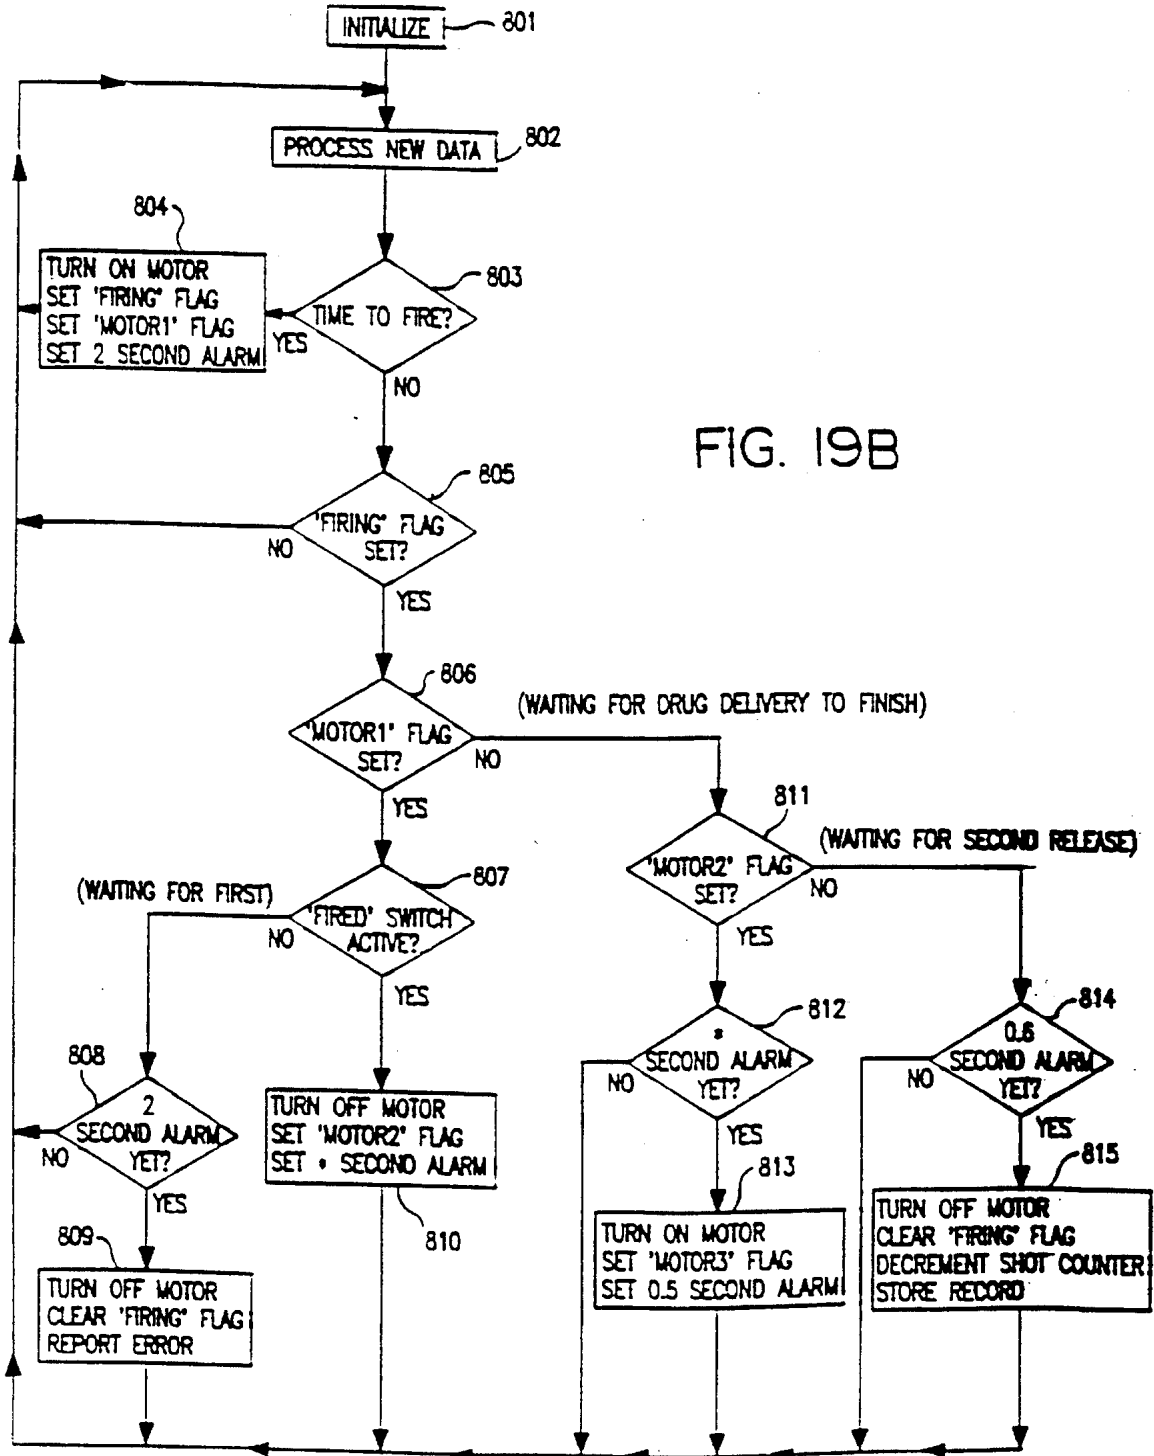 INITIALIZE
801
PROCESS NEW DATA
802
804
TURN ON MOTOR
SET 'FIRING" FLAG
SET 'MOTOR1' FLAG
SET 2 SECOND ALARM
803
TIME TO FIRE?
YES
NO
FIG. 19B
805
'FIRING" FLAG
SET?
NO
YES
806
'MOTOR1' FLAG
SET?
NO
YES
(WAITING FOR DRUG DELIVERY TO FINISH)
811
'MOTOR2' FLAG
SET?
NO
YES
(WAITING FOR SECOND RELEASE)
807
(WAITING FOR FIRST)
'FIRED' SWITCH
ACTIVE?
NO
YES
812
*
SECOND ALARM
YET?
NO
YES
814
0.6
SECOND ALARM
YET?
NO
YES
808
2
SECOND ALARM
YET?
NO
YES
TURN OFF MOTOR
SET 'MOTOR2' FLAG
SET * SECOND ALARM
810
813
TURN ON MOTOR
SET 'MOTOR3' FLAG
SET 0.5 SECOND ALARM
815
TURN OFF MOTOR
CLEAR 'FIRING" FLAG
DECREMENT SHOT COUNTER
STORE RECORD
809
TURN OFF MOTOR
CLEAR 'FIRING" FLAG
REPORT ERROR